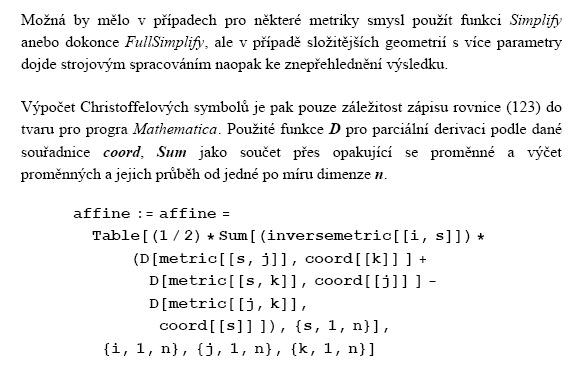 Možná by mělo v případech pro některé metriky smysl použít funkci Simplify
anebo dokonce FullSimplify, ale v případě složitějších geometrií s více parametry
dojde strojovým spracováním naopak ke znepřehlednění výsledku.
Výpočet Christoffelových symbolů je pak pouze záležitost zápisu rovnice (123) do
tvaru pro progra Mathematica. Použité funkce D pro parciální derivaci podle dané
souřadnice coord, Sum jako součet přes opakující se proměnné a výčet
proměnných a jejich průběh od jedné po míru dimenze n.
affine := affine =
Table[(1 / 2) * Sum[(inversemetric[[i, s]]) *
(D[metric[[s, j]], coord[[k]] ] +
D[metric[[s, k]], coord[[j]] ] -
D[metric[[j, k]],
coord[[s]] ]), {s, 1, n}],
{i, 1, n}, {j, 1, n}, {k, 1, n}]